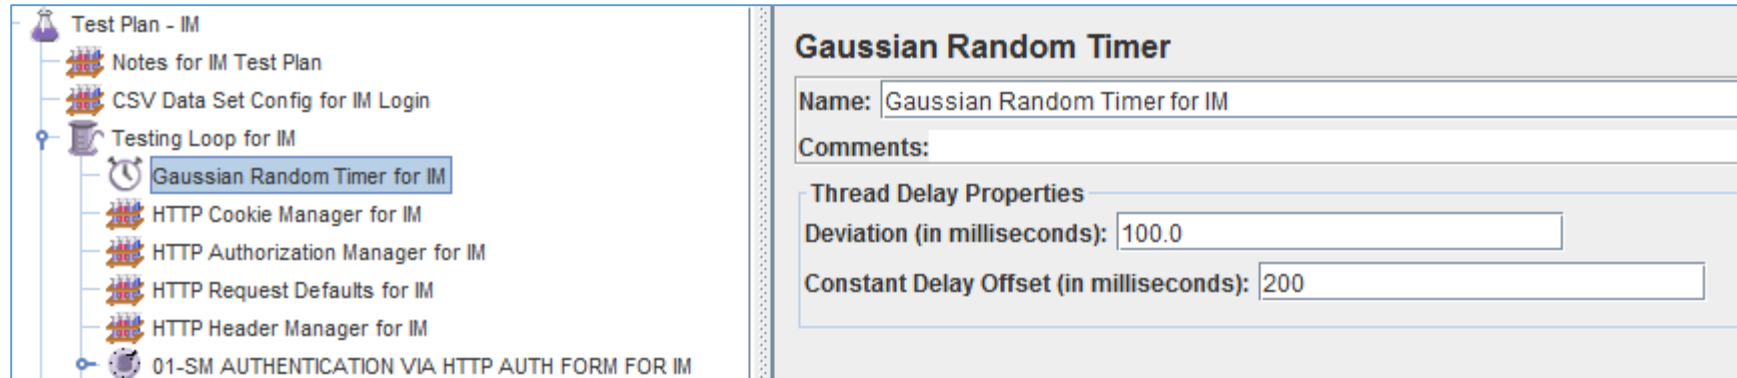 Test Plan - IM
Notes for IM Test Plan
CSV Data Set Config for IM Login
Testing Loop for IM
Gaussian Random Timer for IM
HTTP Cookie Manager for IM
HTTP Authorization Manager for IM
HTTP Request Defaults for IM
HTTP Header Manager for IM
01-SM AUTHENTICATION VIA HTTP AUTH FORM FOR IM
Gaussian Random Timer
Name: Gaussian Random Timer for IM
Comments:
Thread Delay Properties
Deviation (in milliseconds): 100.0
Constant Delay Offset (in milliseconds): 200